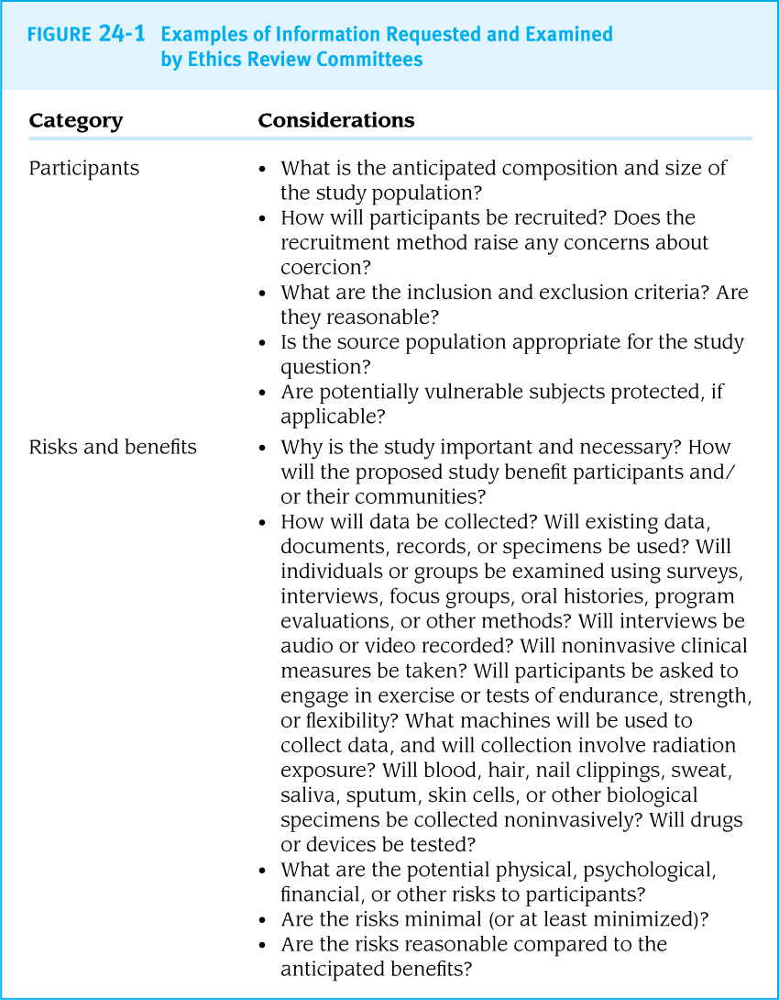 FIGURE 24-1 Examples of Information Requested and Examined
by Ethics Review Committees
Category Considerations
Participants • What is the anticipated composition and size of
the study population?
• How will participants be recruited? Does the
recruitment method raise any concerns about
coercion?
• What are the inclusion and exclusion criteria? Are
they reasonable?
• Is the source population appropriate for the study
question?
• Are potentially vulnerable subjects protected, if
applicable?
Risks and benefits • Why is the study important and necessary? How
will the proposed study benefit participants and/
or their communities?
• How will data be collected? Will existing data,
documents, records, or specimens be used? Will
individuals or groups be examined using surveys,
interviews, focus groups, oral histories, program
evaluations, or other methods? Will interviews be
audio or video recorded? Will noninvasive clinical
measures be taken? Will participants be asked to
engage in exercise or tests of endurance, strength,
or flexibility? What machines will be used to
collect data, and will collection involve radiation
exposure? Will blood, hair, nail clippings, sweat,
saliva, sputum, skin cells, or other biological
specimens be collected noninvasively? Will drugs
or devices be tested?
• What are the potential physical, psychological,
financial, or other risks to participants?
• Are the risks minimal (or at least minimized)?
• Are the risks reasonable compared to the
anticipated benefits?